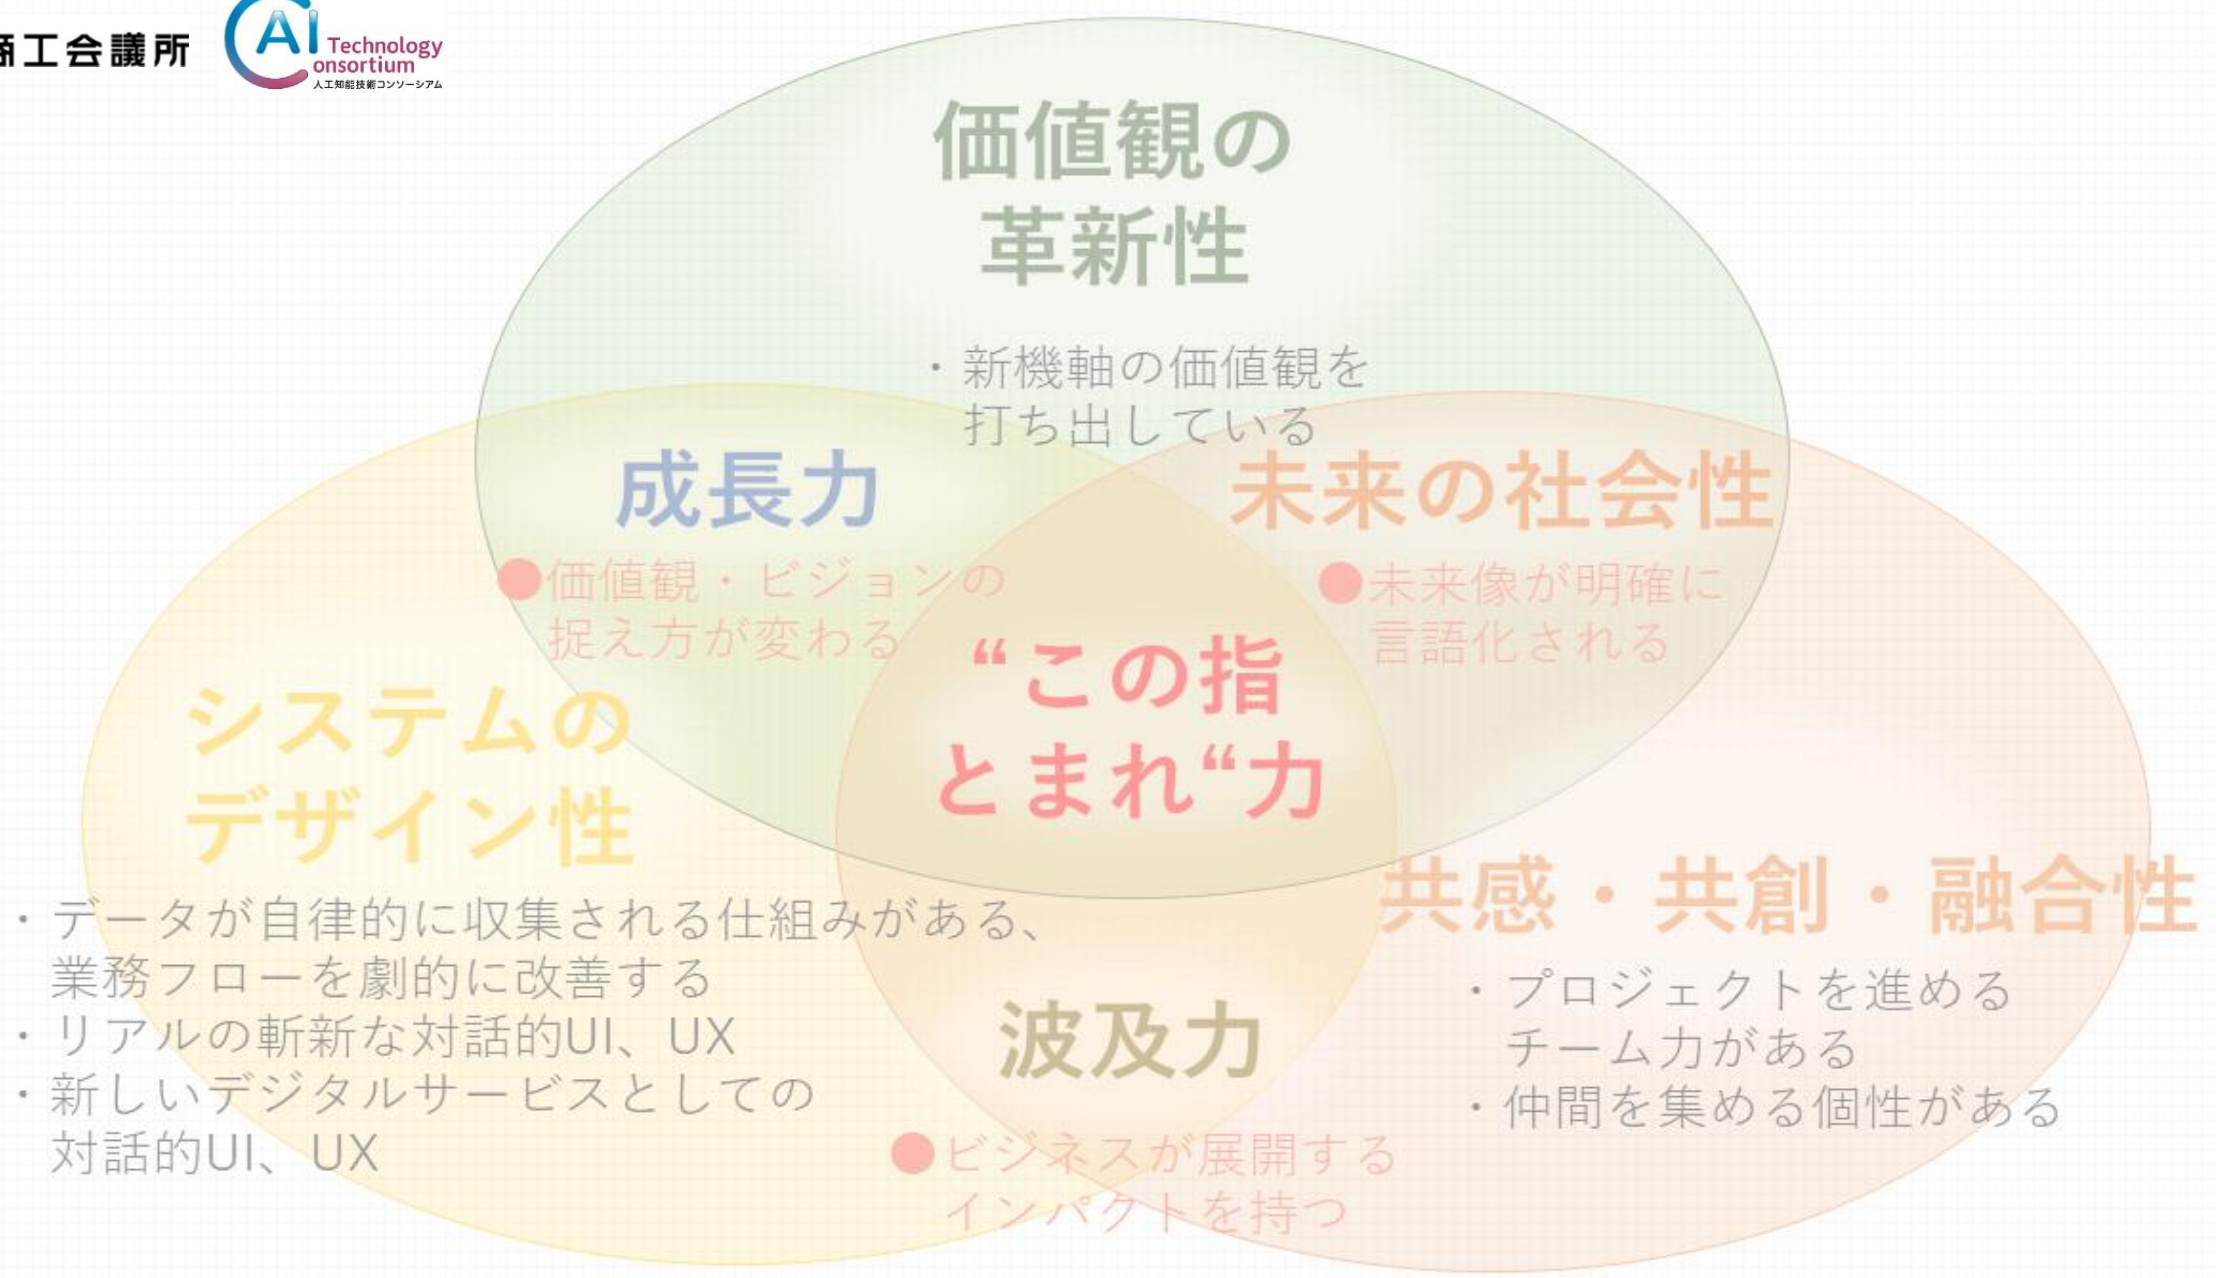 商工会議所
AI Technology
Consortium
人工知能技術コンソーシアム
価値観の
革新性
・新機軸の価値観を
打ち出している
成長力
●価値観・ビジョンの
捉え方が変わる
未来の社会性
●未来像が明確に
言語化される
“この指
とまれ“力
システムの
デザイン性
・データが自律的に収集される仕組みがある、
業務フローを劇的に改善する
・リアルの斬新な対話的UI、UX
・新しいデジタルサービスとしての
対話的UI、UX
共感・共創・融合性
・プロジェクトを進める
チーム力がある
・仲間を集める個性がある
波及力
●ビジネスが展開する
インパクトを持つ